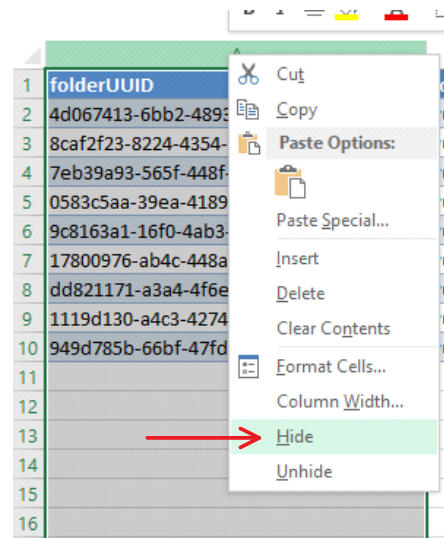 A
1 folderUUID
2 4d067413-6bb2-4893
3 8caf2f23-8224-4354-
4 7eb39a93-565f-448f-
5 0583c5aa-39ea-4189
6 9c8163a1-16f0-4ab3-
7 17800976-ab4c-448a
8 dd821171-a3a4-4f6e
9 1119d130-a4c3-4274
10 949d785b-66bf-47fd
11
12
13
14
15
16
Cut
Copy
Paste Options:
Paste Special...
Insert
Delete
Clear Contents
Format Cells...
Column Width...
Hide
Unhide